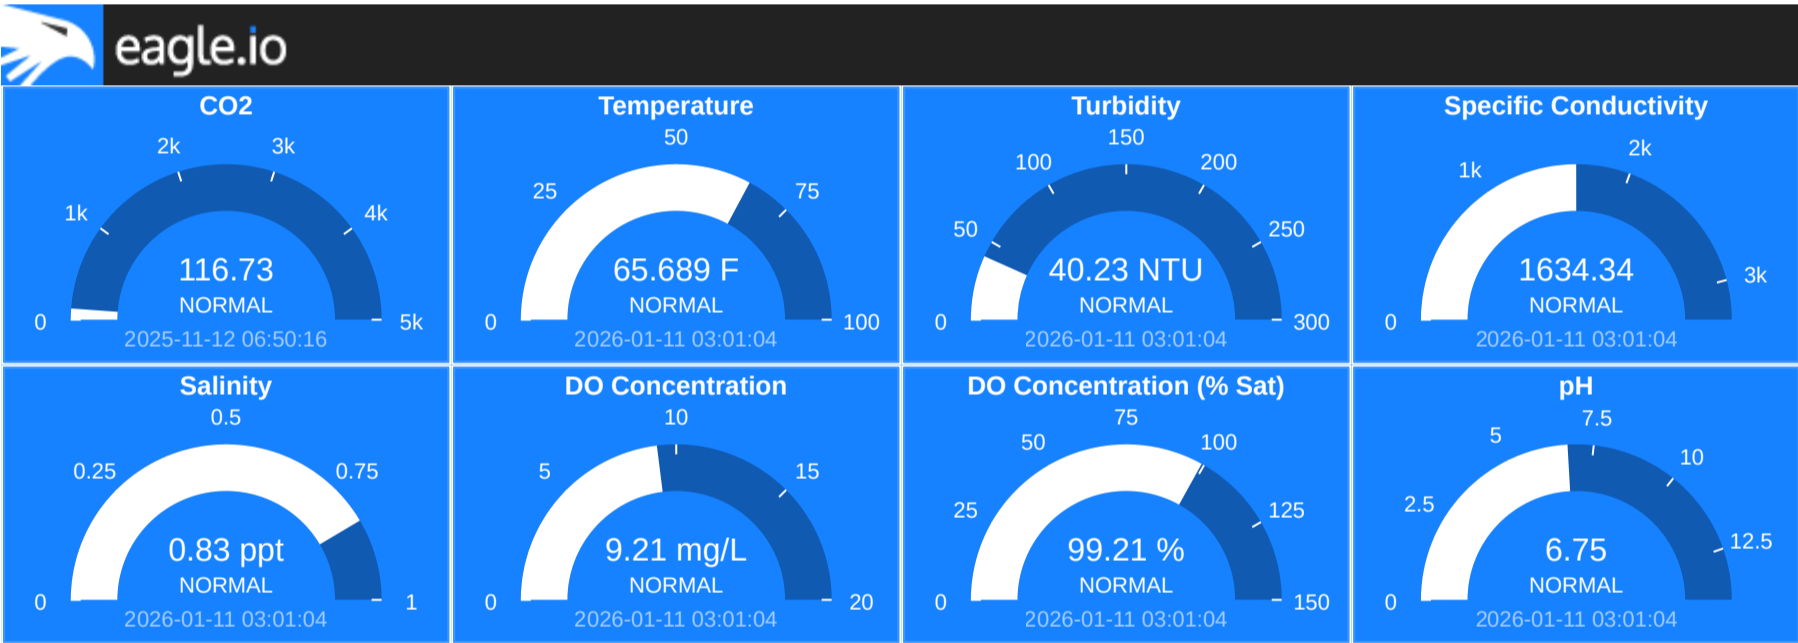 eagle.io
CO2
0
1k
2k
3k
4k
5k
116.73
NORMAL
2025-11-12 06:50:16
Temperature
0
25
50
75
100
65.689 F
NORMAL
2026-01-11 03:01:04
Turbidity
0
50
100
150
200
250
300
40.23 NTU
NORMAL
2026-01-11 03:01:04
Specific Conductivity
0
1k
2k
3k
1634.34
NORMAL
2026-01-11 03:01:04
Salinity
0
0.25
0.5
0.75
1
0.83 ppt
NORMAL
2026-01-11 03:01:04
DO Concentration
0
5
10
15
20
9.21 mg/L
NORMAL
2026-01-11 03:01:04
DO Concentration (% Sat)
0
25
50
75
100
125
150
99.21 %
NORMAL
2026-01-11 03:01:04
pH
0
2.5
5
7.5
10
12.5
6.75
NORMAL
2026-01-11 03:01:04